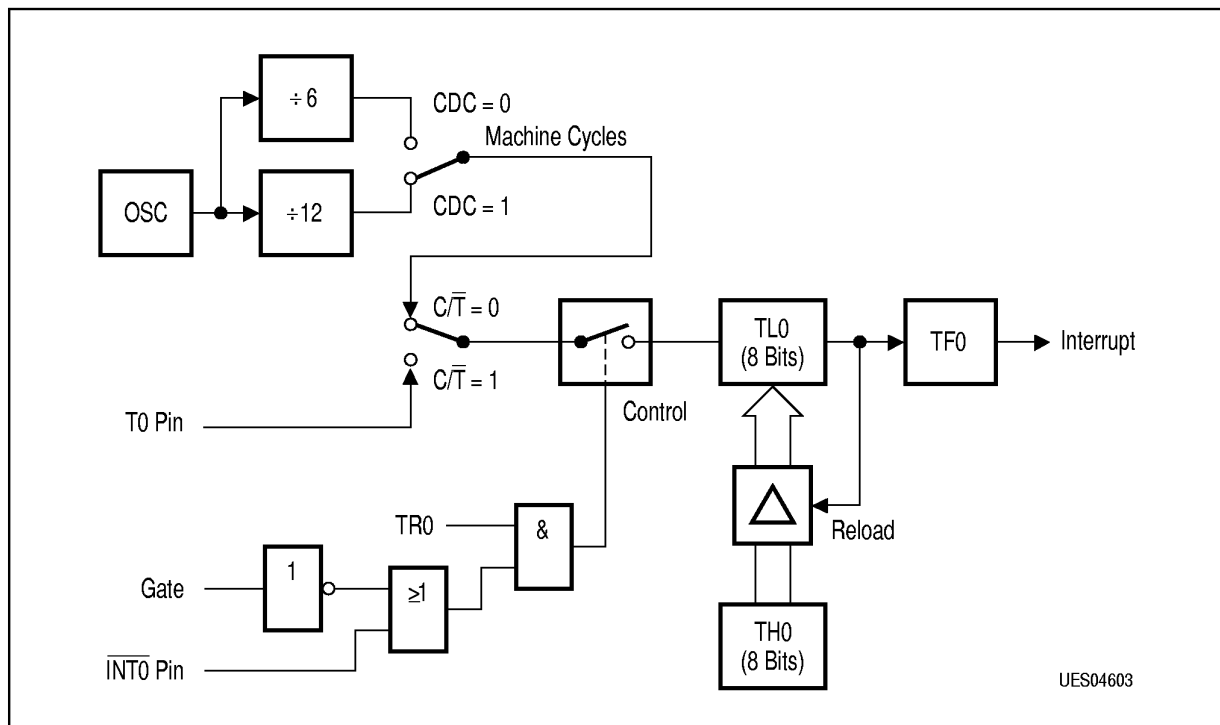 ÷ 6
CDC = 0
Machine Cycles
OSC
÷12
CDC = 1
C/T̅ = 0
TL0
(8 Bits)
TF0
Interrupt
C/T̅ = 1
Control
T0 Pin
TR0
&
Reload
Gate
1
≥1
TH0
(8 Bits)
I̅N̅T̅0̅ Pin
UES04603